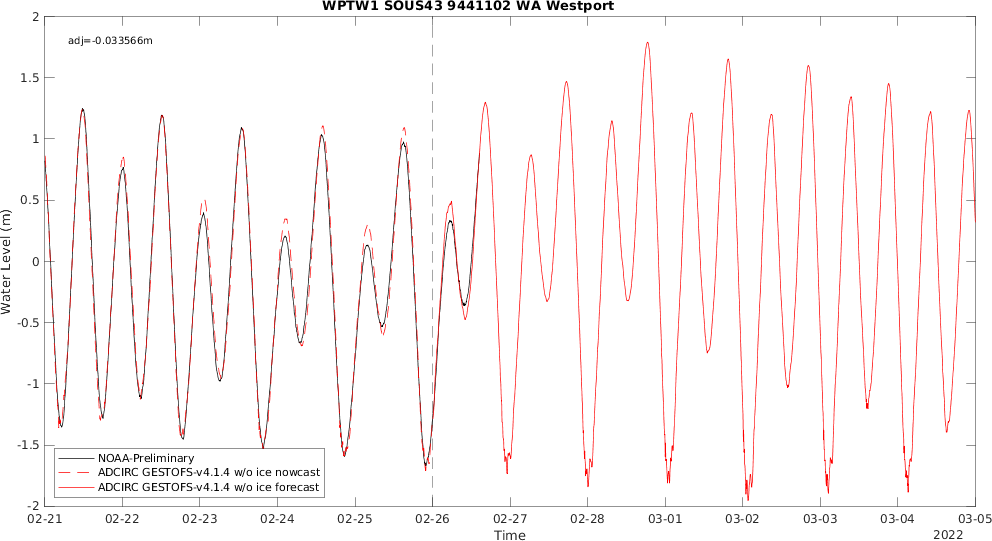 WPTW1 SOUS43 9441102 WA Westport
adj=-0.033566m
Water Level (m)
2
1.5
1
0.5
0
-0.5
-1
-1.5
-2
NOAA-Preliminary
ADCIRC GESTOFS-v4.1.4 w/o ice nowcast
ADCIRC GESTOFS-v4.1.4 w/o ice forecast
02-21 02-22 02-23 02-24 02-25 02-26 02-27 02-28 03-01 03-02 03-03 03-04 03-05
Time
2022